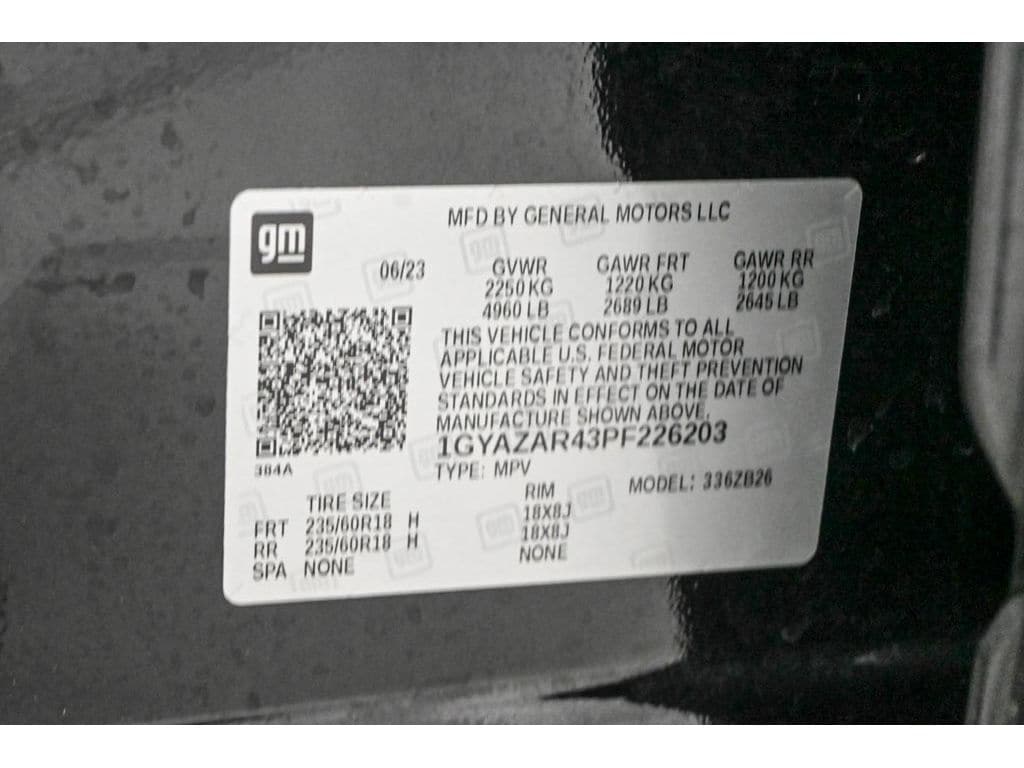 gm
MFD BY GENERAL MOTORS LLC
06/23 GVWR GAWR FRT GAWR RR
2250 KG 1220 KG 1200 KG
4960 LB 2689 LB 2645 LB
THIS VEHICLE CONFORMS TO ALL
APPLICABLE U.S. FEDERAL MOTOR
VEHICLE SAFETY AND THEFT PREVENTION
STANDARDS IN EFFECT ON THE DATE OF
MANUFACTURE SHOWN ABOVE.
1GYAZAR43PF226203
384A TYPE: MPV MODEL: 336ZB26
TIRE SIZE RIM
FRT 235/60R18 H 18X8J
RR 235/60R18 H 18X8J
SPA NONE NONE